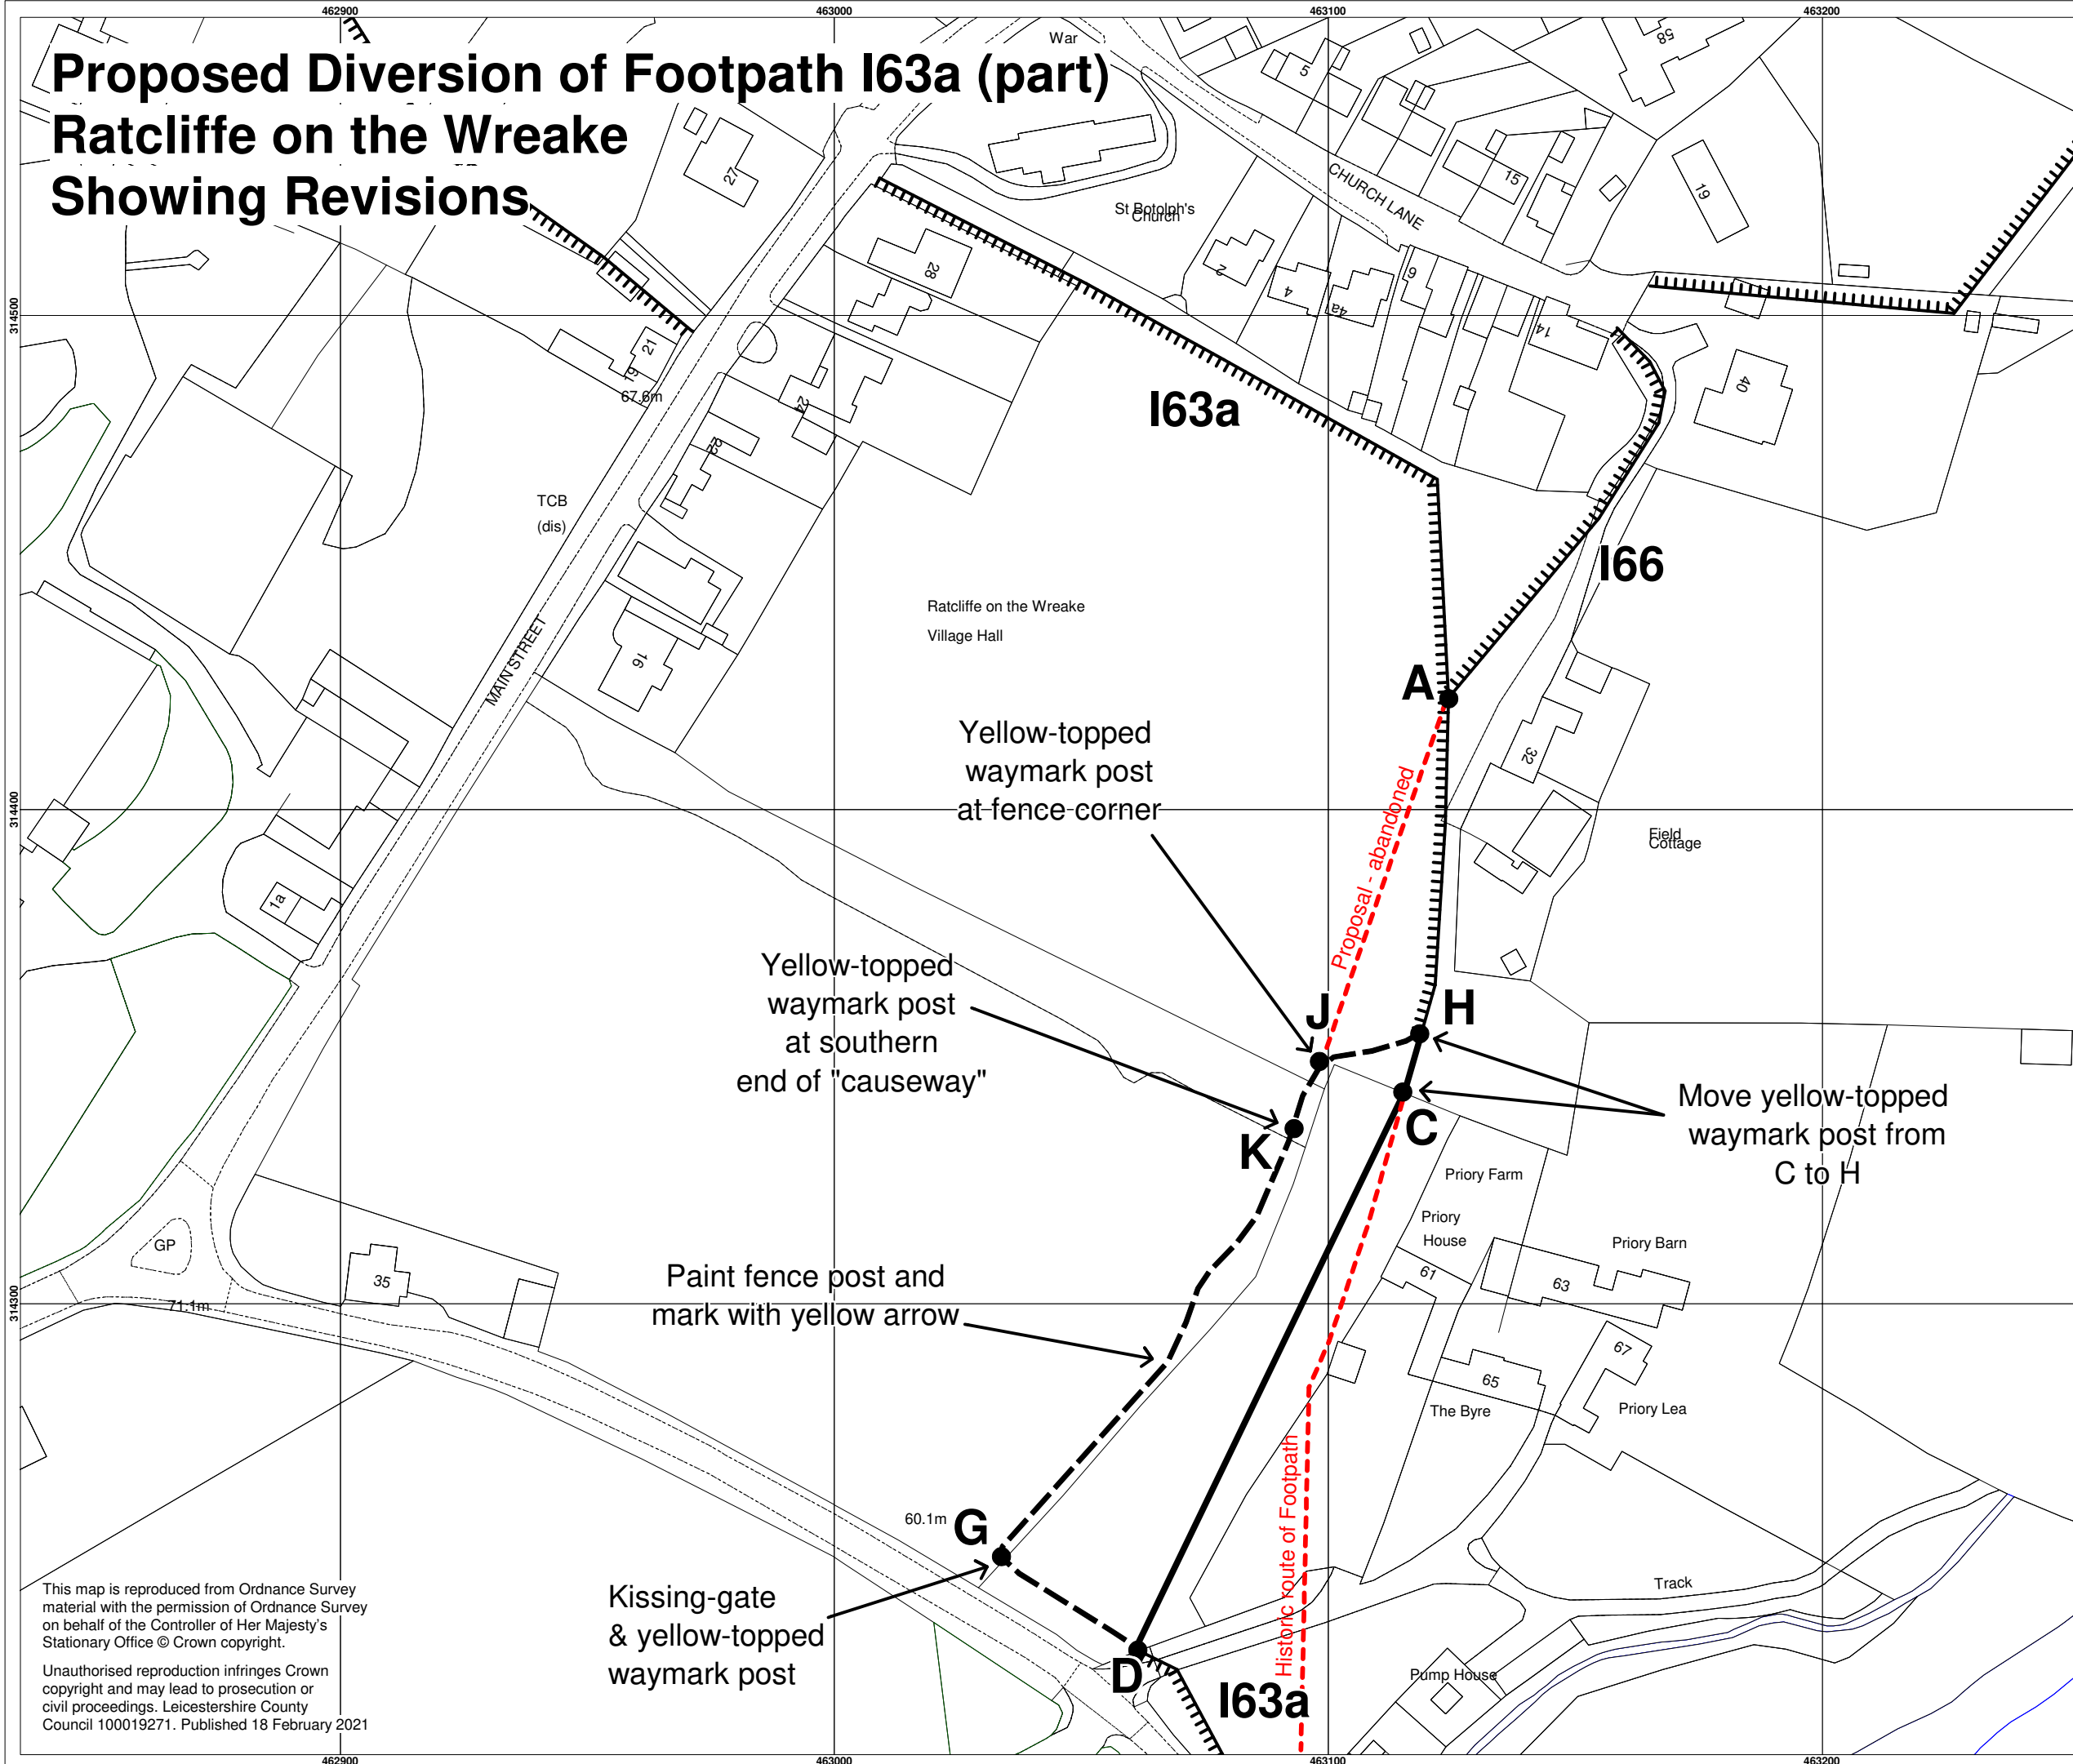 462900
463000
463100
463200
Proposed Diversion of Footpath I63a (part)
Ratcliffe on the Wreake
Showing Revisions
War
5
58
27
15
19
CHURCH LANE
St Botolph's
Church
28
2
4
4a
6
14
314500
21
19
67.6m
24
22
40
I63a
TCB
(dis)
I66
Ratcliffe on the Wreake
Village Hall
MAIN STREET
16
A
32
Yellow-topped
waymark post
at fence corner
314400
Proposal - abandoned
Field
Cottage
1a
Yellow-topped
waymark post
at southern
end of "causeway"
J
H
Move yellow-topped
waymark post from
C to H
C
K
Priory Farm
Priory
House
Priory Barn
GP
61
63
35
Paint fence post and
mark with yellow arrow
71.1m
314300
67
65
The Byre
Priory Lea
Historic route of Footpath
60.1m
G
Track
Kissing-gate
& yellow-topped
waymark post
D
I63a
Pump House
This map is reproduced from Ordnance Survey
material with the permission of Ordnance Survey
on behalf of the Controller of Her Majesty's
Stationary Office © Crown copyright.
Unauthorised reproduction infringes Crown
copyright and may lead to prosecution or
civil proceedings. Leicestershire County
Council 100019271. Published 18 February 2021
462900
463000
463100
463200